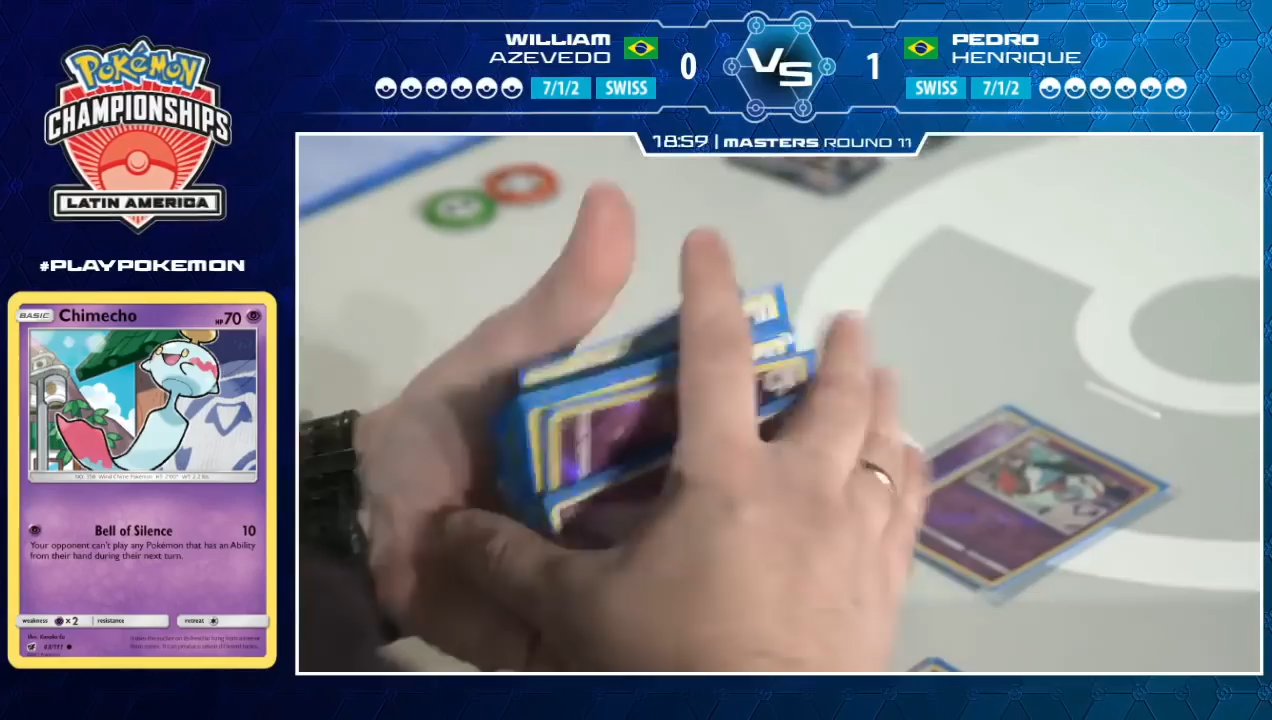 POKÉMON
CHAMPIONSHIPS
LATIN AMERICA
#PLAYPOKEMON
WILLIAM
AZEVEDO
7/1/2
SWISS
0
VS
1
PEDRO
HENRIQUE
SWISS
7/1/2
18:59 | MASTERS ROUND 11
BASIC Chimecho HP70
Bell of Silence 10
Your opponent can't play any Pokémon that has an Ability
from their hand during their next turn.
weakness ×2 resistance retreat